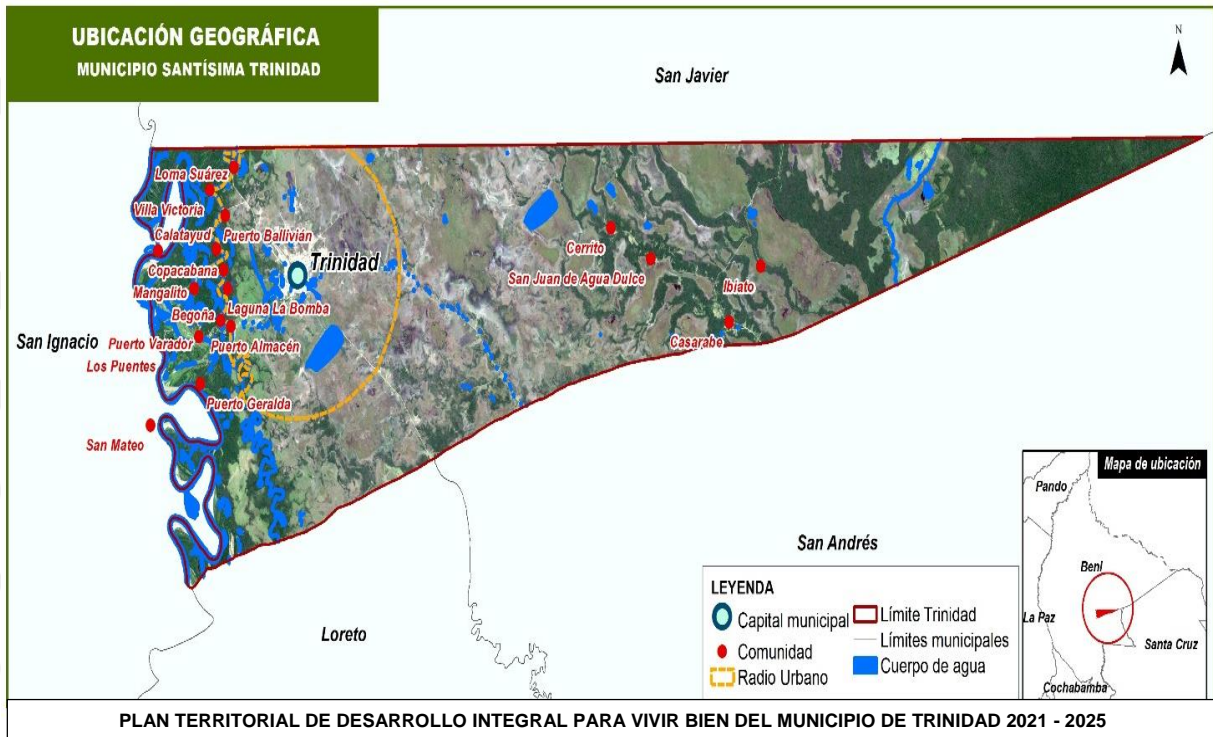 UBICACIÓN GEOGRÁFICA
MUNICIPIO SANTÍSIMA TRINIDAD
N
San Javier
Loma Suárez
Villa Victoria
Puerto Ballivián
Calatayud
Trinidad
Copacabana
Mangalito
Laguna La Bomba
Begoña
Puerto Varador
Puerto Almacén
Los Puentes
Puerto Geralda
San Mateo
San Ignacio
Cerrito
San Juan de Agua Dulce
Ibiato
Casarabe
San Andrés
Loreto
LEYENDA
Capital municipal
Comunidad
Radio Urbano
Límite Trinidad
Límites municipales
Cuerpo de agua
Mapa de ubicación
Pando
Beni
La Paz
Santa Cruz
Cochabamba
PLAN TERRITORIAL DE DESARROLLO INTEGRAL PARA VIVIR BIEN DEL MUNICIPIO DE TRINIDAD 2021 - 2025